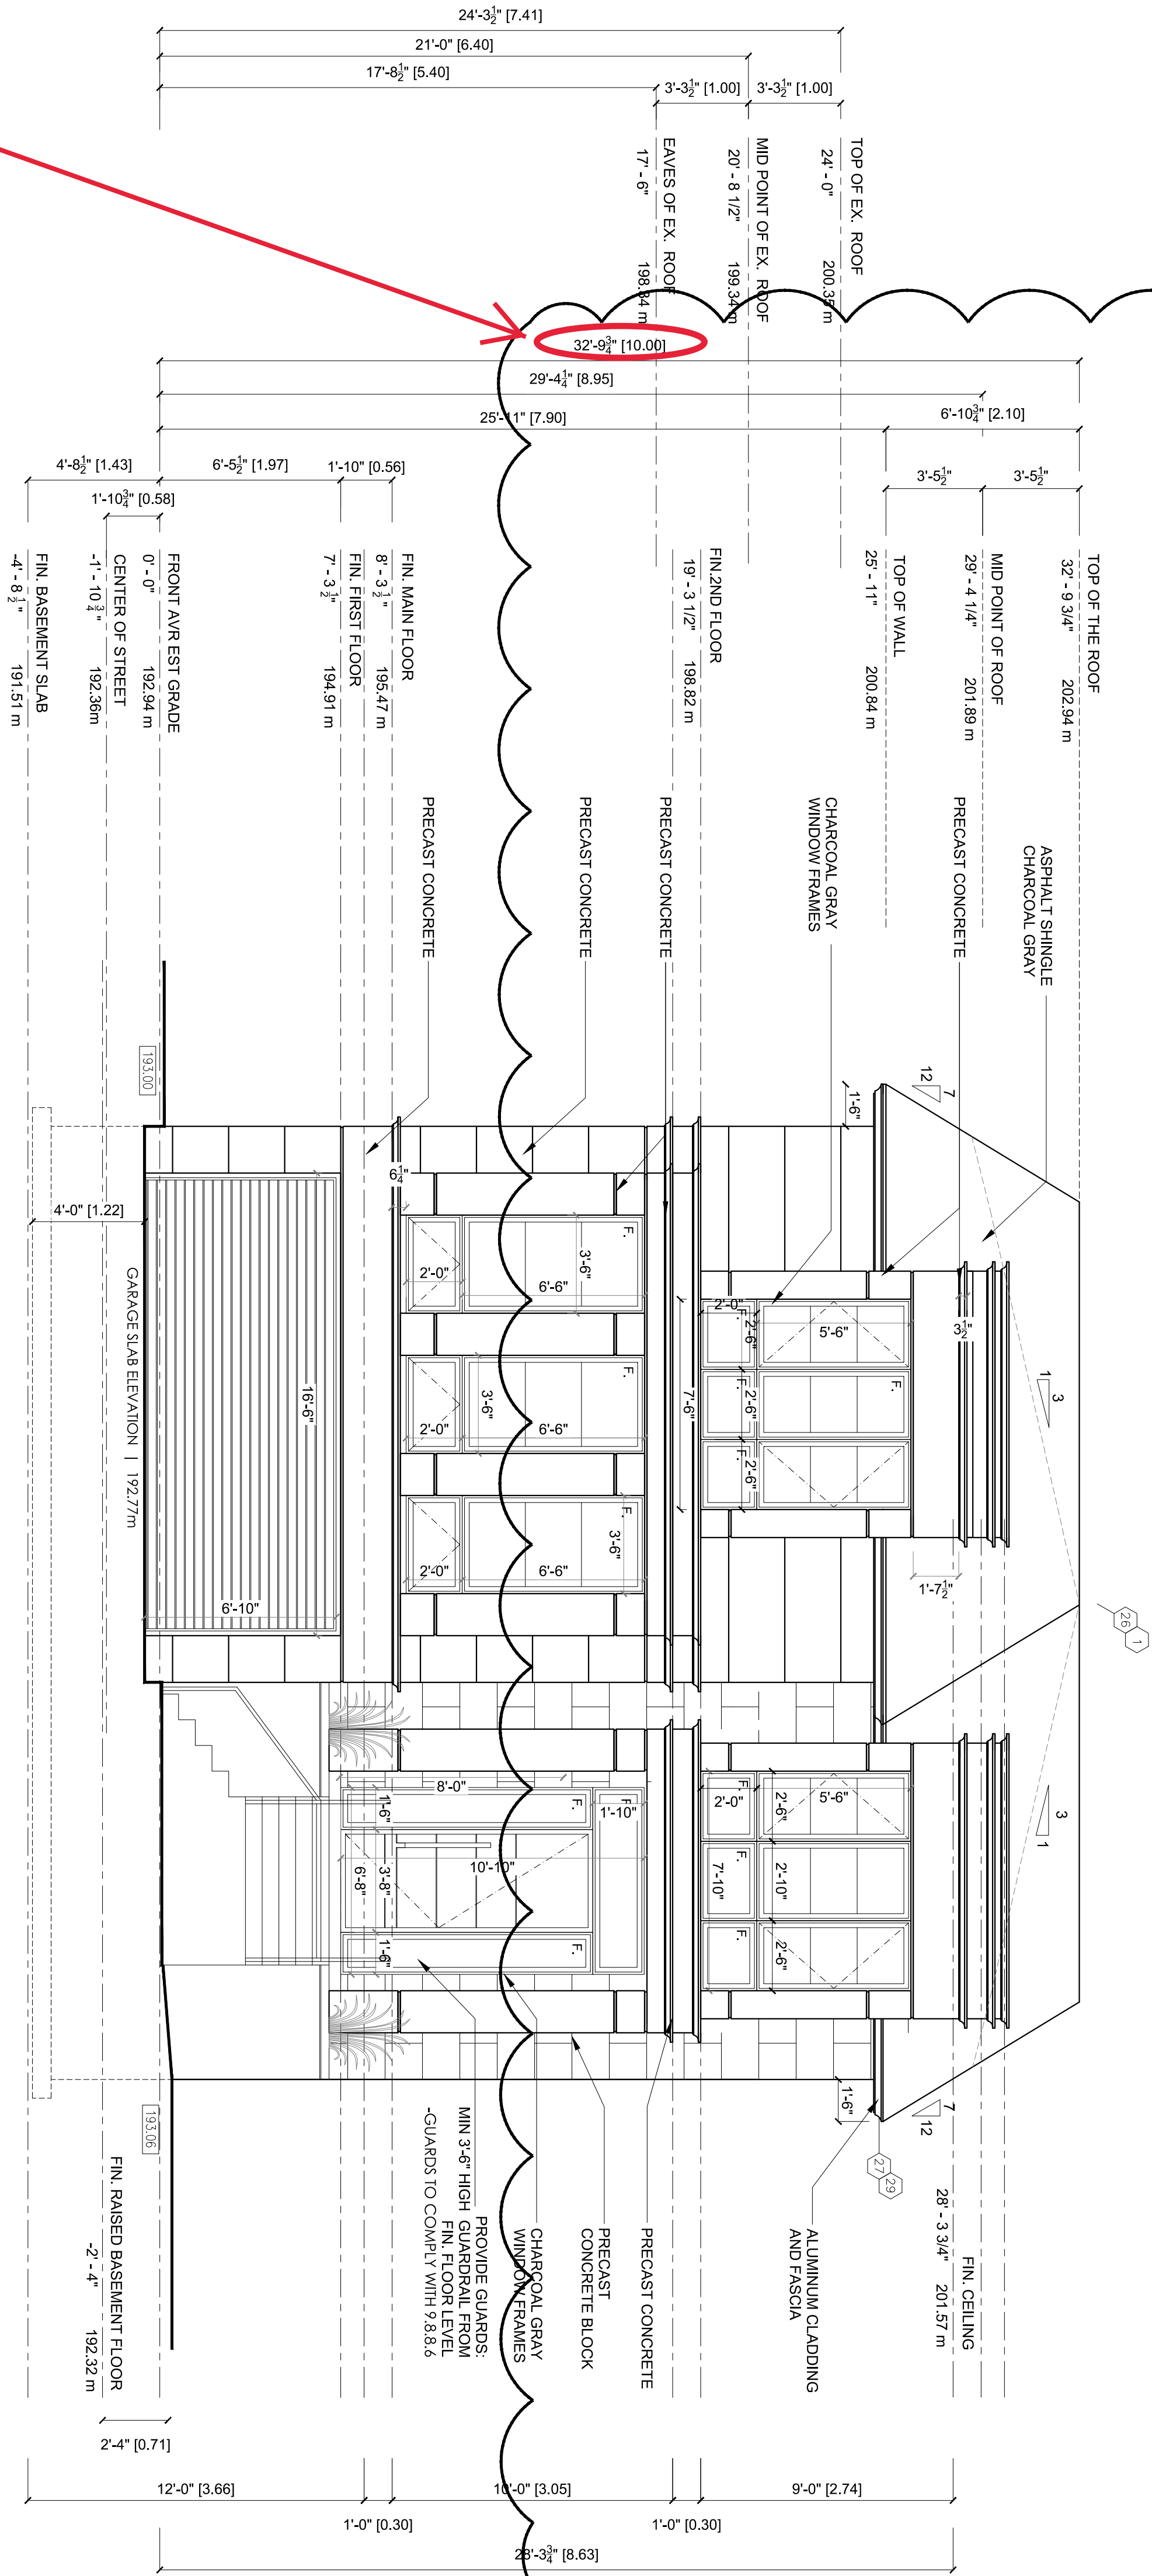 24'-3½" [7.41]
21'-0" [6.40]
17'-8½" [5.40]
3'-3½" [1.00]
3'-3½" [1.00]
TOP OF EX. ROOF
24' - 0" 200.35 m
MID POINT OF EX. ROOF
20' - 8 1/2" 199.34 m
EAVES OF EX. ROOF
17' - 6" 198.34 m
32'-9¾" [10.00]
29'-4¼" [8.95]
25'-11" [7.90]
6'-10¾" [2.10]
4'-8½" [1.43]
6'-5½" [1.97]
1'-10" [0.56]
3'-5½"
3'-5½"
1'-10¾" [0.58]
TOP OF THE ROOF
32' - 9 3/4" 202.94 m
MID POINT OF ROOF
29' - 4 1/4" 201.89 m
TOP OF WALL
25' - 11" 200.84 m
FIN.2ND FLOOR
19' - 3 1/2" 198.82 m
FIN. MAIN FLOOR
8' - 3 ½" 195.47 m
FIN. FIRST FLOOR
7' - 3 ½" 194.91 m
FRONT AVR EST GRADE
0' - 0" 192.94 m
CENTER OF STREET
-1' - 10 ¾" 192.36m
FIN. BASEMENT SLAB
-4' - 8 ½" 191.51 m
ASPHALT SHINGLE
CHARCOAL GRAY
PRECAST CONCRETE
CHARCOAL GRAY
WINDOW FRAMES
PRECAST CONCRETE
PRECAST CONCRETE
PRECAST CONCRETE
193.00
12
7
1'-6"
6¼"
4'-0" [1.22]
GARAGE SLAB ELEVATION | 192.77m
16'-6"
6'-10"
F.
3'-6"
2'-0"
6'-6"
F.
3'-6"
2'-0"
6'-6"
F.
3'-6"
2'-0"
6'-6"
7'-6"
2'-0"
F.
2'-6"
5'-6"
F.
2'-6"
F.
F.
2'-6"
3½"
1
3
1'-7½"
26
1
3
1
8'-0"
1'-6"
F.
1'-10"
10'-10"
6'-8"
3'-8"
1'-6"
F.
F.
F.
2'-0"
2'-6"
5'-6"
F.
7'-10"
2'-10"
F.
2'-6"
1'-6"
7
12
27
29
193.06
ALUMINUM CLADDING
AND FASCIA
PRECAST CONCRETE
PRECAST
CONCRETE BLOCK
CHARCOAL GRAY
WINDOW FRAMES
PROVIDE GUARDS:
MIN 3'-6" HIGH GUARDRAIL FROM
FIN. FLOOR LEVEL
-GUARDS TO COMPLY WITH 9.8.8.6
FIN. CEILING
28' - 3 3/4" 201.57 m
FIN. RAISED BASEMENT FLOOR
-2' - 4" 192.32 m
2'-4" [0.71]
12'-0" [3.66]
10'-0" [3.05]
9'-0" [2.74]
1'-0" [0.30]
1'-0" [0.30]
28'-3¾" [8.63]